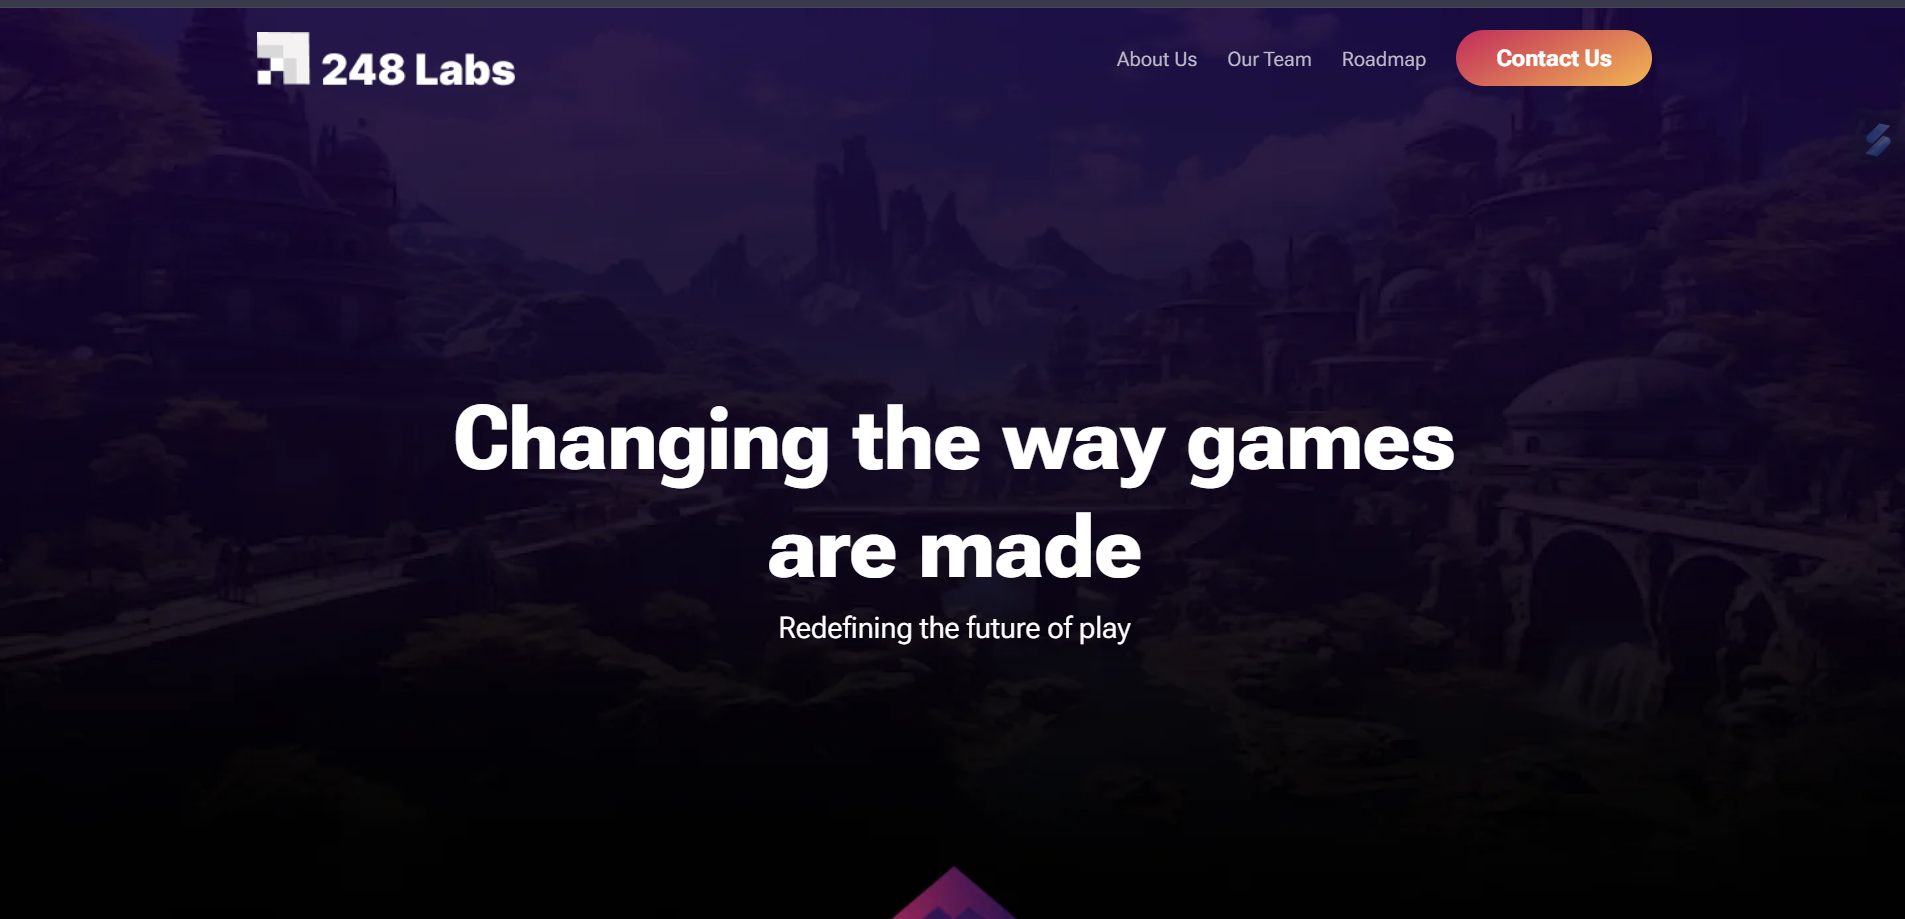 248 Labs
About Us
Our Team
Roadmap
Contact Us
Changing the way games
are made
Redefining the future of play